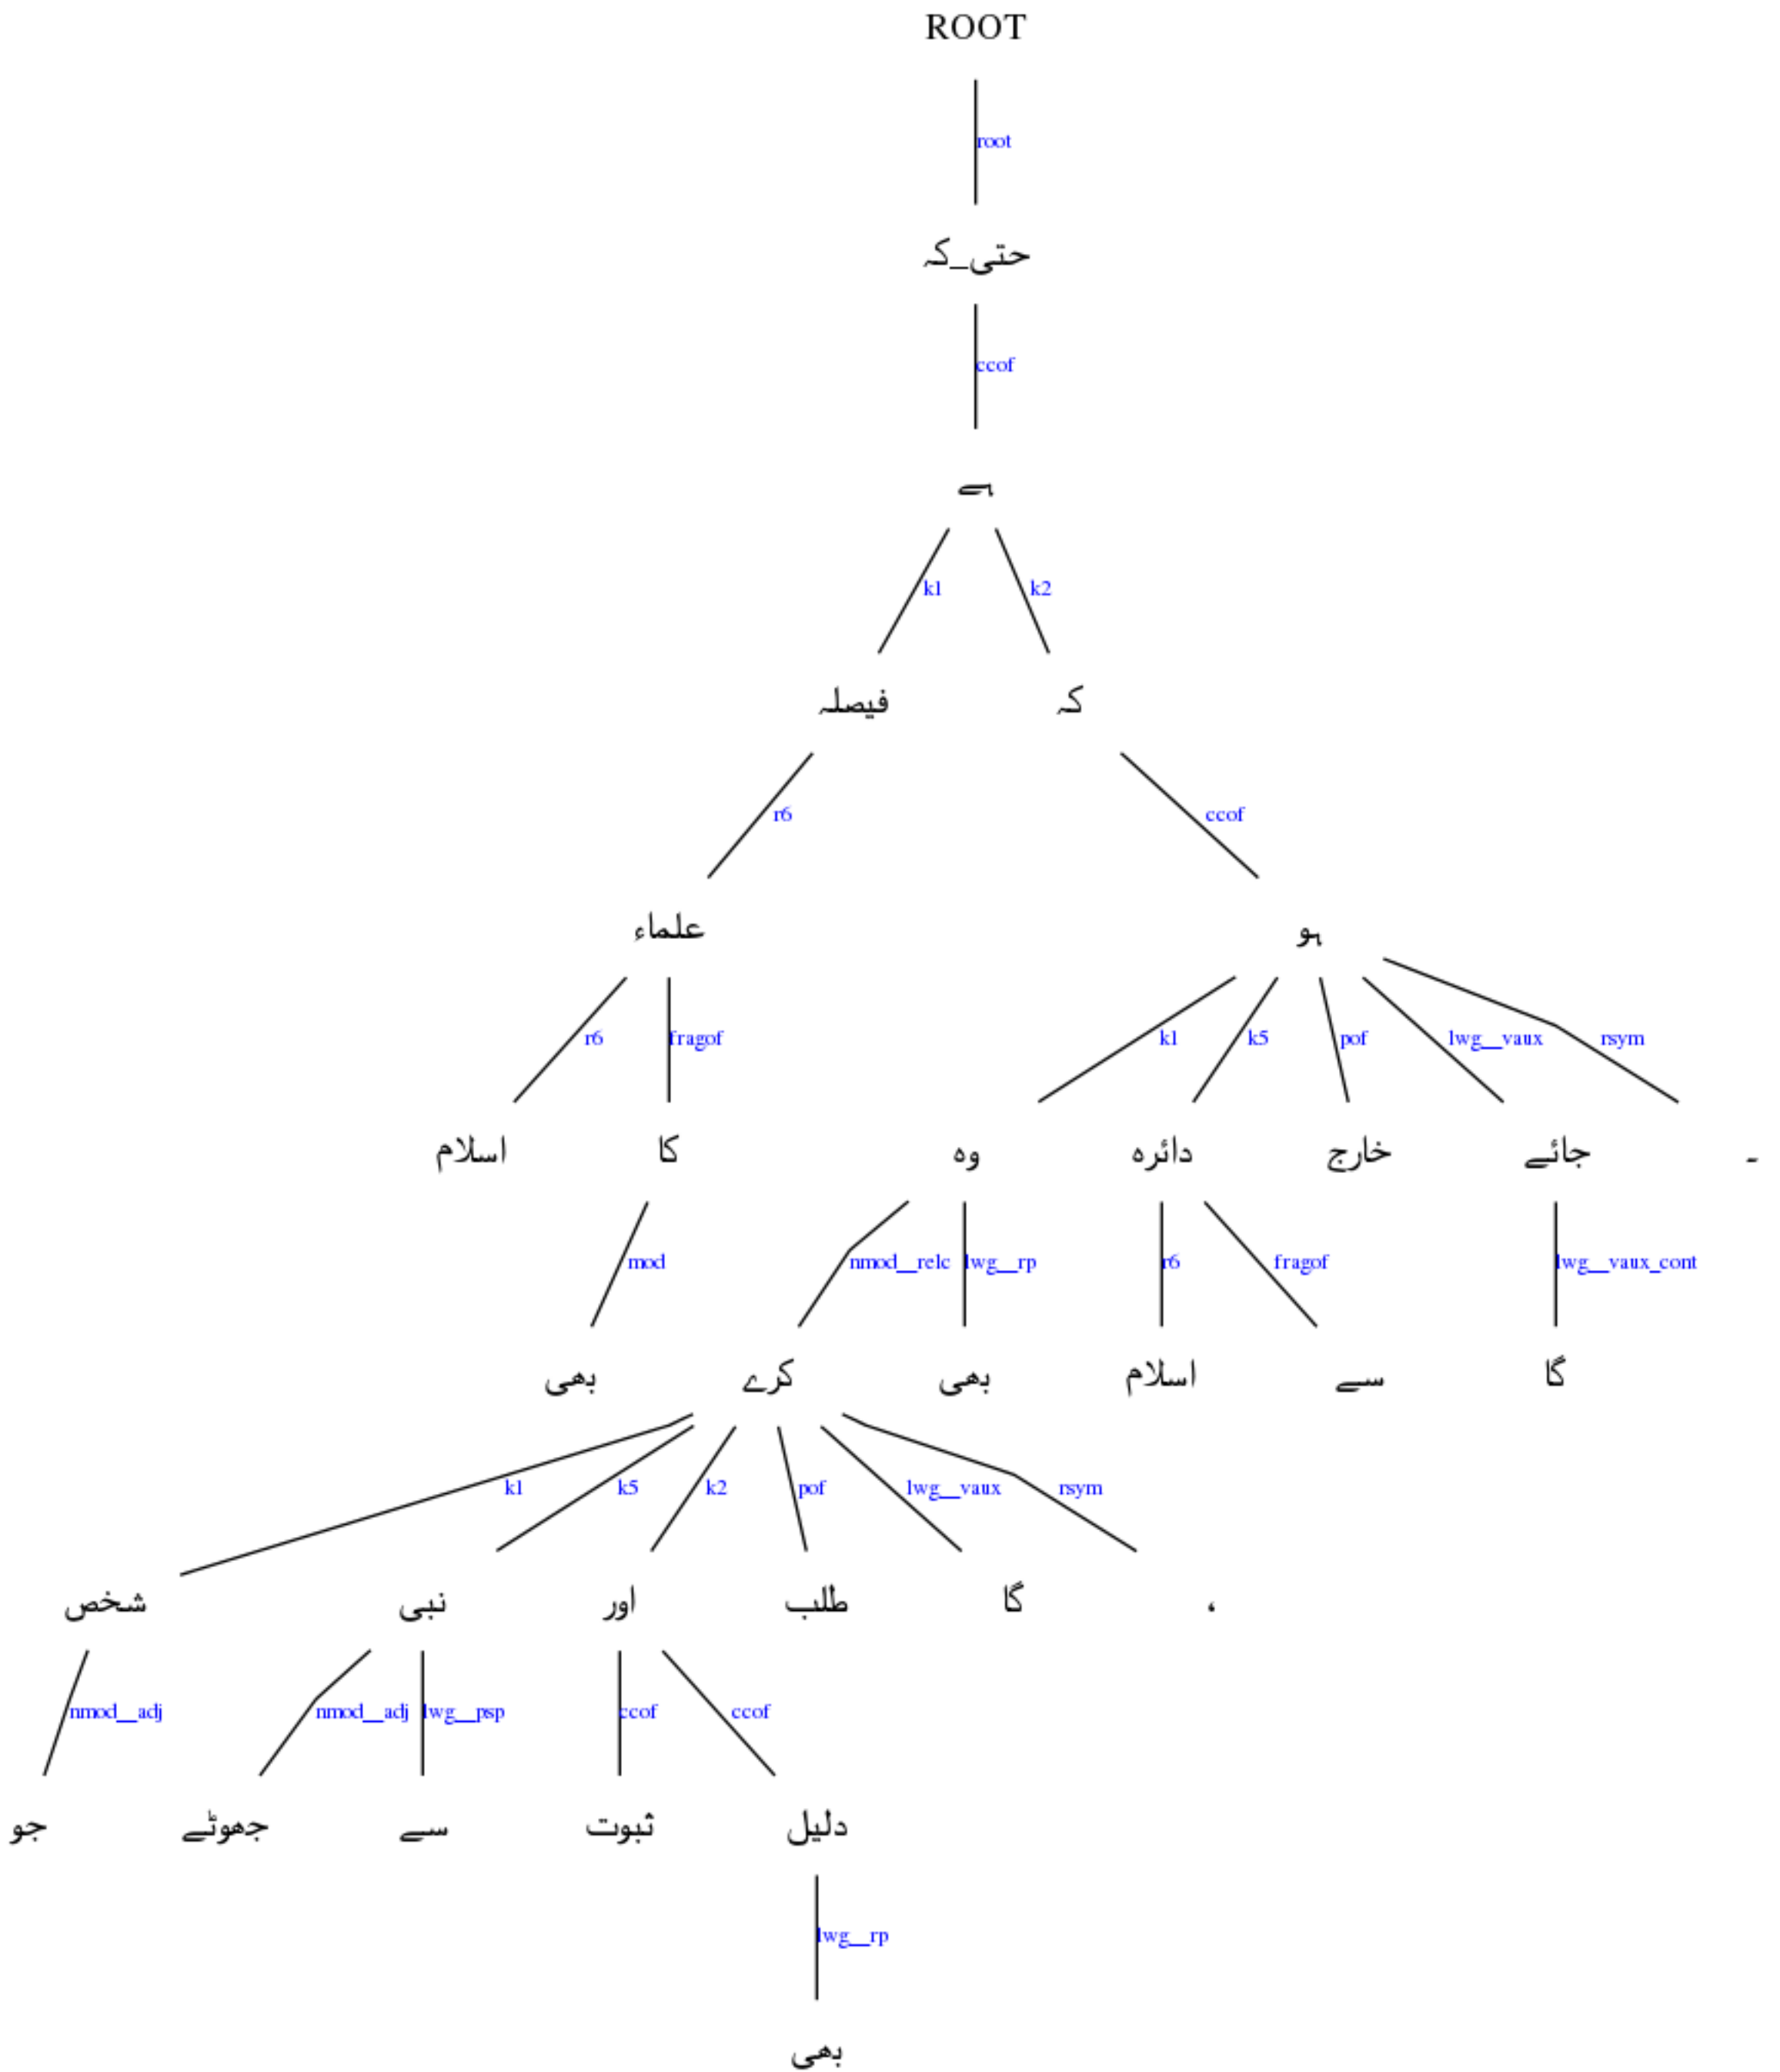 ROOT
root
حتی_کہ
ccof
ہے
k1 k2
فیصلہ کہ
r6 ccof
علماء ہو
r6 fragof k1 k5 pof lwg__vaux rsym
اسلام کا وہ دائرہ خارج جائے ۔
mod nmod__relc lwg__rp r6 fragof lwg__vaux_cont
بھی کرے بھی اسلام سے گا
k1 k5 k2 pof lwg__vaux rsym
شخص نبی اور طلب گا ،
nmod__adj nmod__adj lwg__psp ccof ccof
جو جھوٹے سے ثبوت دلیل
lwg__rp
بھی